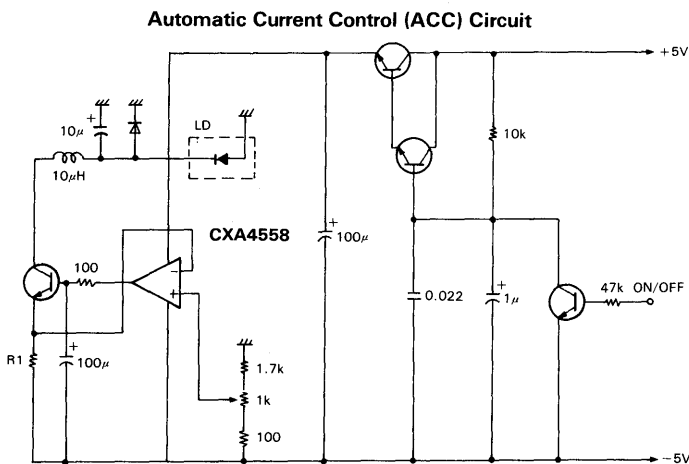 Automatic Current Control (ACC) Circuit
+5V
+
10μ
LD
10k
10μH
CXA4558
+
100μ
100
−
+
0.022
+
1μ
47k ON/OFF
R1
+
100μ
1.7k
1k
100
−5V